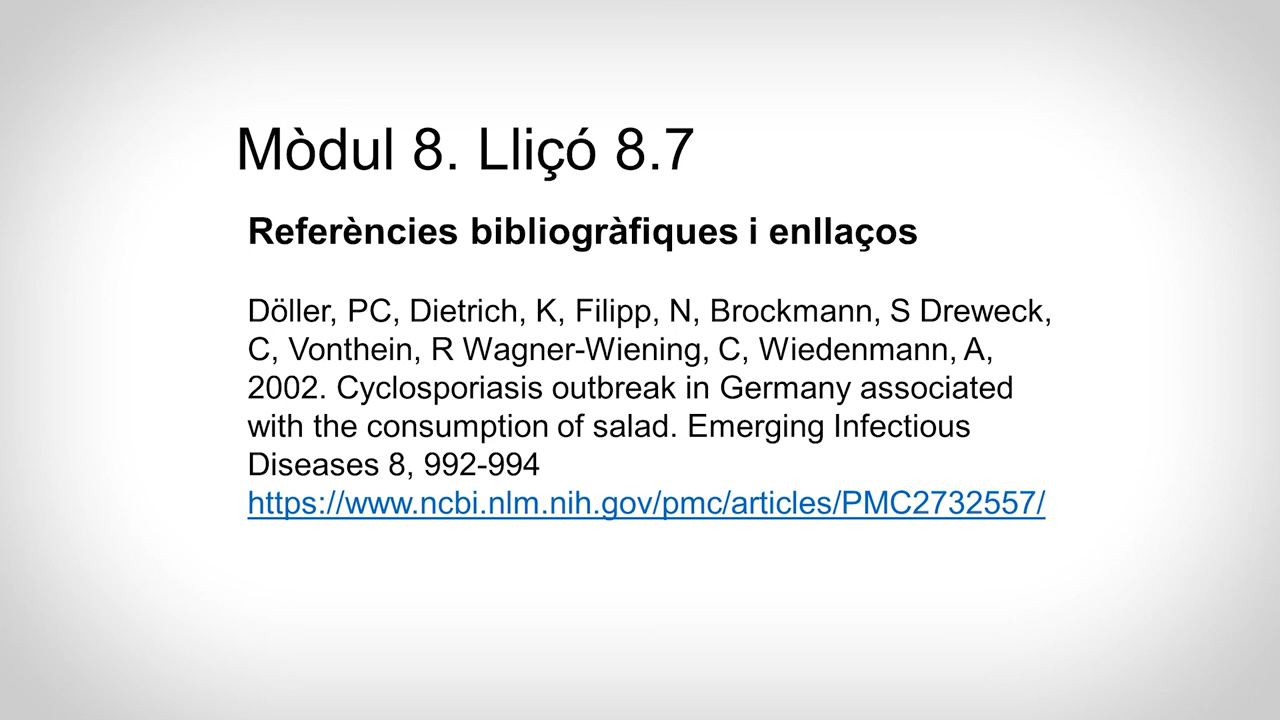 Mòdul 8. Lliçó 8.7
Referències bibliogràfiques i enllaços
Döller, PC, Dietrich, K, Filipp, N, Brockmann, S Dreweck,
C, Vonthein, R Wagner-Wiening, C, Wiedenmann, A,
2002. Cyclosporiasis outbreak in Germany associated
with the consumption of salad. Emerging Infectious
Diseases 8, 992-994
https://www.ncbi.nlm.nih.gov/pmc/articles/PMC2732557/